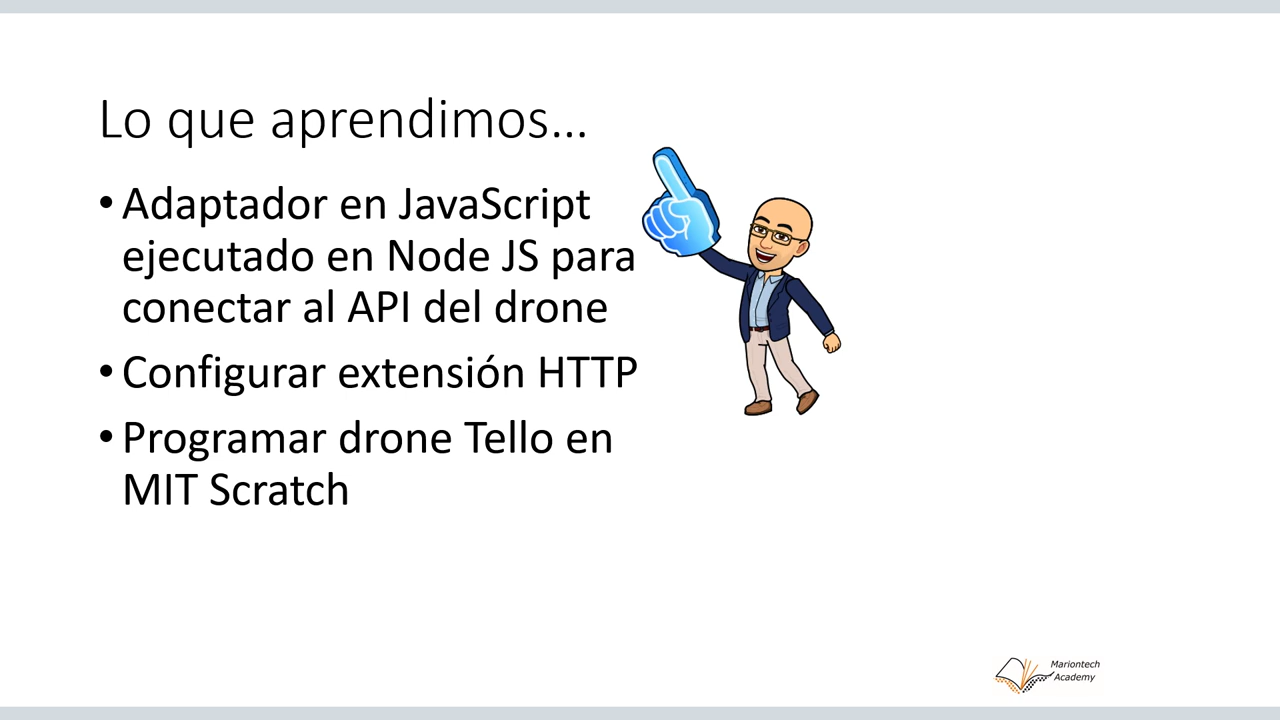 Lo que aprendimos...
• Adaptador en JavaScript
ejecutado en Node JS para
conectar al API del drone
• Configurar extensión HTTP
• Programar drone Tello en
MIT Scratch
Mariontech
Academy